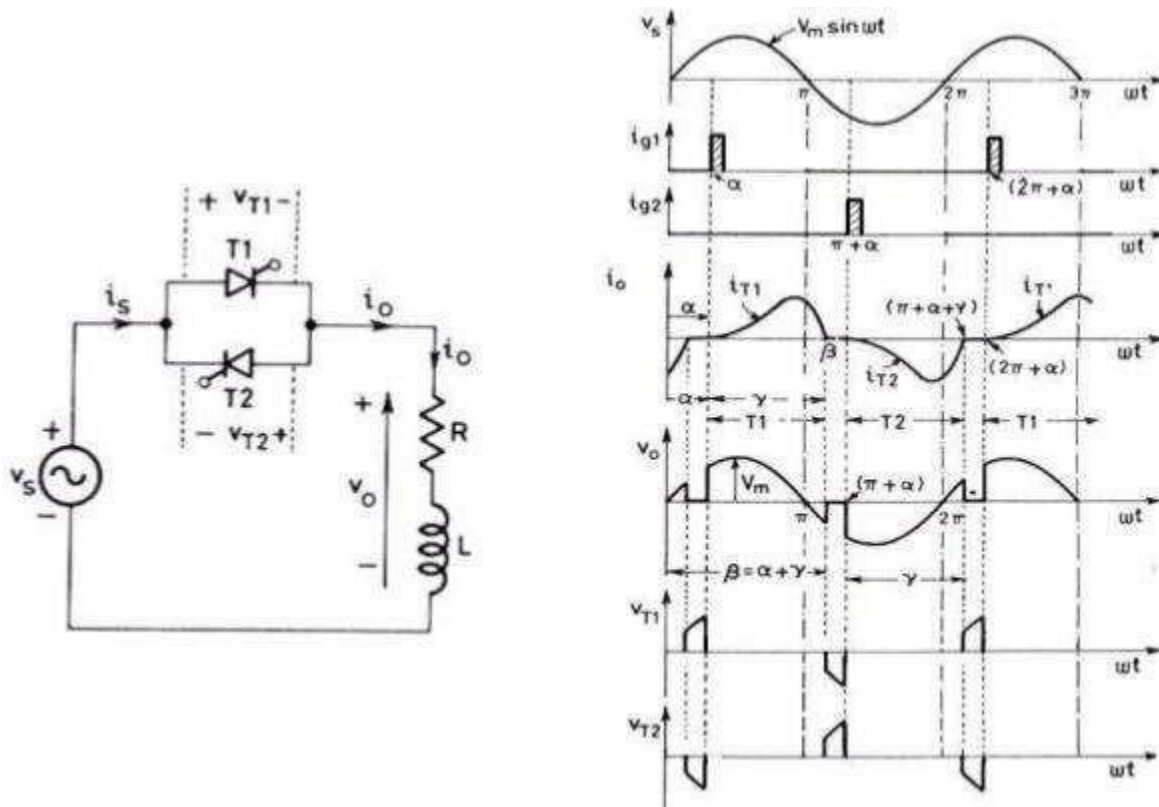 + vT1 -
T1
T2
- vT2 +
is
io
io
+
vs
-
+
vo
-
R
L
vs
Vm sin ωt
π
2π
3π
ωt
ig1
α
(2π+α)
ωt
ig2
π+α
ωt
io
α
iT1
β
iT2
(π+α+γ)
iT'
(2π+α)
ωt
α
γ
T1
T2
T1
vo
Vm
π
(π+α)
2π
ωt
β=α+γ
γ
vT1
ωt
vT2
ωt